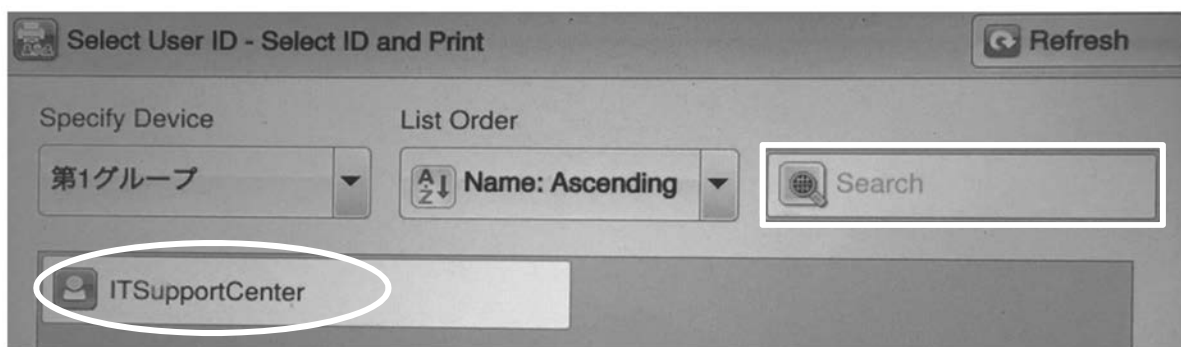 Select User ID - Select ID and Print
Refresh
Specify Device
List Order
第1グループ
Name: Ascending
Search
ITSupportCenter